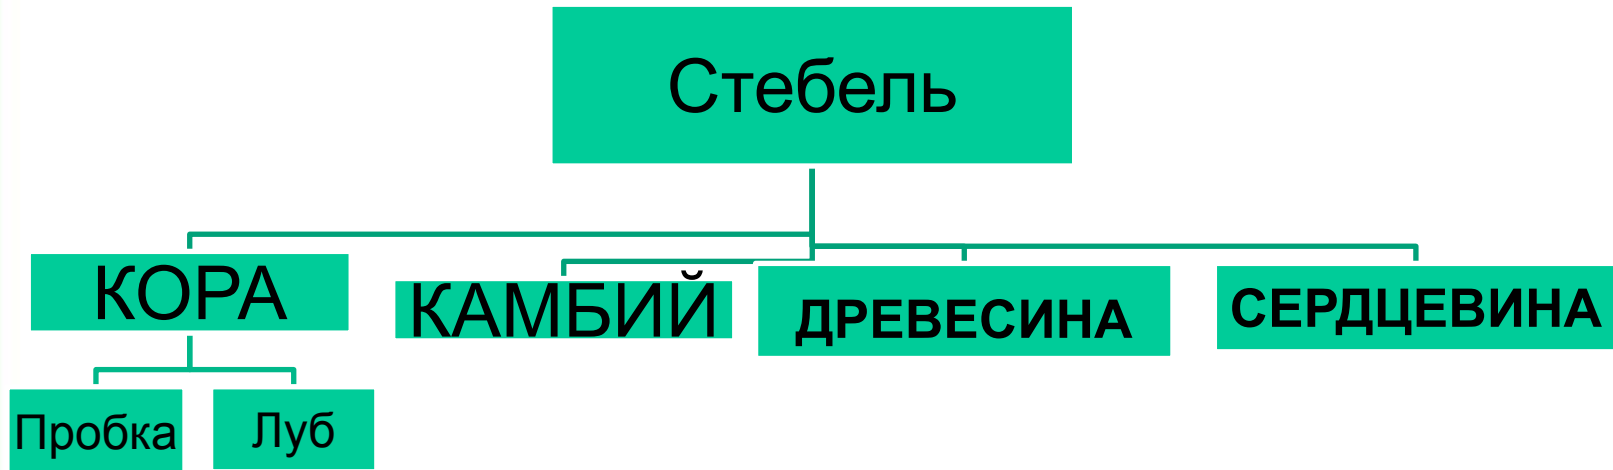 Стебель
КОРА
КАМБИЙ
ДРЕВЕСИНА
СЕРДЦЕВИНА
Пробка
Луб